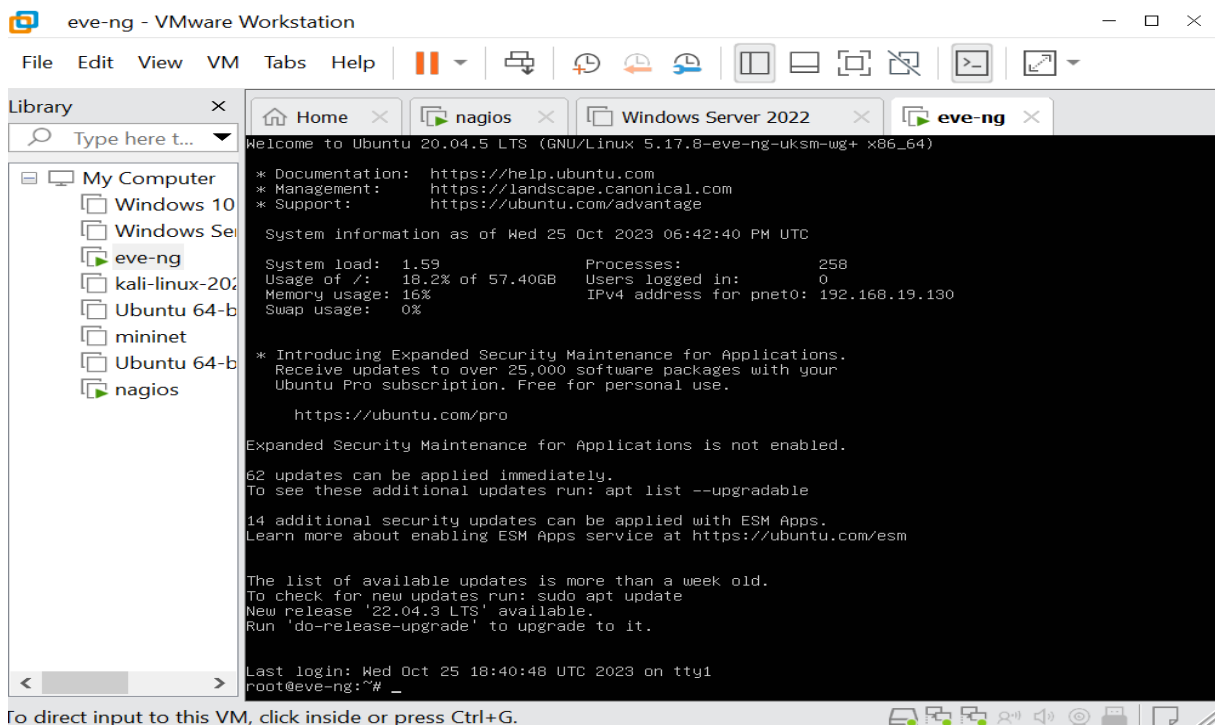 eve-ng - VMware Workstation
File Edit View VM Tabs Help
Library
Type here t...
My Computer
Windows 10
Windows Ser
eve-ng
kali-linux-202
Ubuntu 64-b
mininet
Ubuntu 64-b
nagios
Home nagios Windows Server 2022 eve-ng
Welcome to Ubuntu 20.04.5 LTS (GNU/Linux 5.17.8-eve-ng-uksm-wg+ x86_64)
* Documentation: https://help.ubuntu.com
* Management: https://landscape.canonical.com
* Support: https://ubuntu.com/advantage
System information as of Wed 25 Oct 2023 06:42:40 PM UTC
System load: 1.59 Processes: 258
Usage of /: 18.2% of 57.40GB Users logged in: 0
Memory usage: 16% IPv4 address for pnet0: 192.168.19.130
Swap usage: 0%
* Introducing Expanded Security Maintenance for Applications.
Receive updates to over 25,000 software packages with your
Ubuntu Pro subscription. Free for personal use.
https://ubuntu.com/pro
Expanded Security Maintenance for Applications is not enabled.
62 updates can be applied immediately.
To see these additional updates run: apt list --upgradable
14 additional security updates can be applied with ESM Apps.
Learn more about enabling ESM Apps service at https://ubuntu.com/esm
The list of available updates is more than a week old.
To check for new updates run: sudo apt update
New release '22.04.3 LTS' available.
Run 'do-release-upgrade' to upgrade to it.
Last login: Wed Oct 25 18:40:48 UTC 2023 on tty1
root@eve-ng:~# _
To direct input to this VM, click inside or press Ctrl+G.